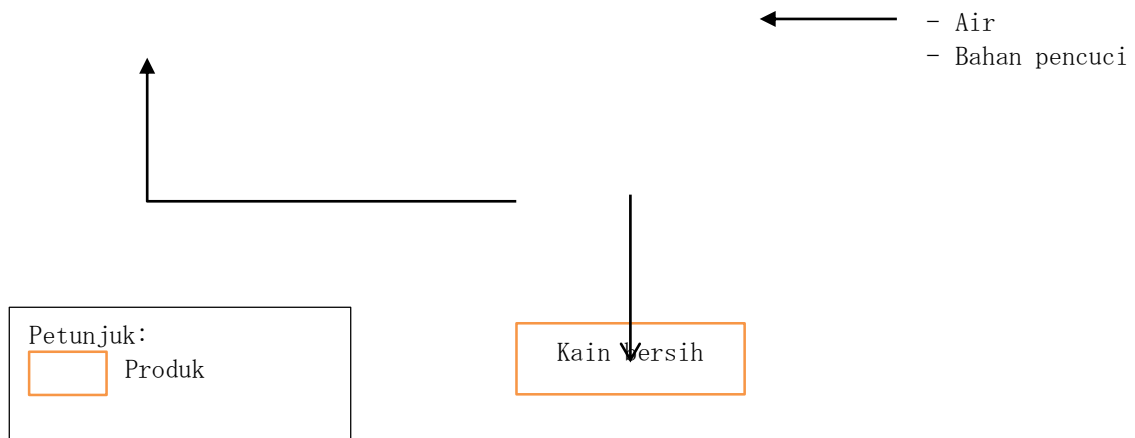 - Air
- Bahan pencuci
Petunjuk:
Produk
Kain bersih